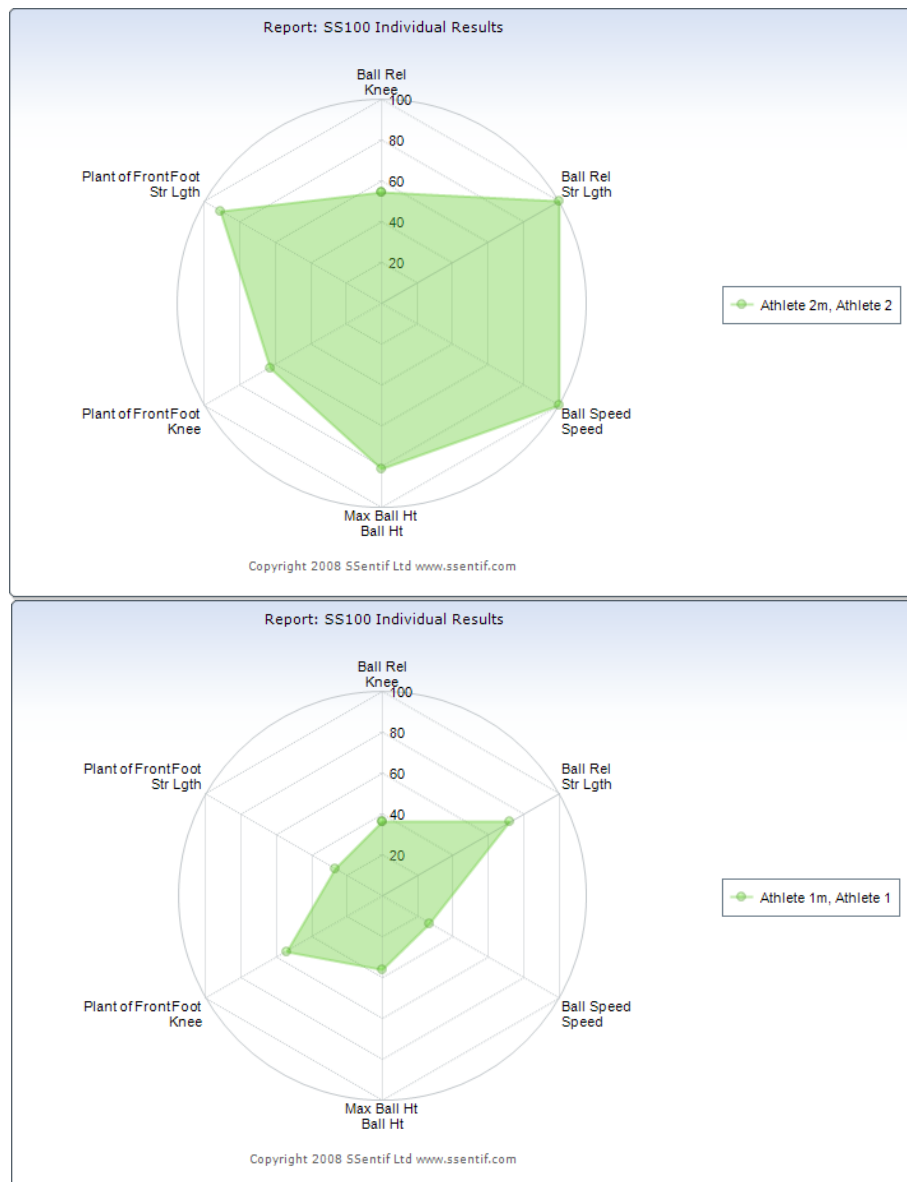 Report: SS100 Individual Results
Ball Rel
Knee
100
80
60
40
20
Ball Rel
Str Lgth
Ball Speed
Speed
Max Ball Ht
Ball Ht
Plant of FrontFoot
Knee
Plant of FrontFoot
Str Lgth
Athlete 2m, Athlete 2
Copyright 2008 SSentif Ltd www.ssentif.com
Report: SS100 Individual Results
Ball Rel
Knee
100
80
60
40
20
Ball Rel
Str Lgth
Ball Speed
Speed
Max Ball Ht
Ball Ht
Plant of FrontFoot
Knee
Plant of FrontFoot
Str Lgth
Athlete 1m, Athlete 1
Copyright 2008 SSentif Ltd www.ssentif.com